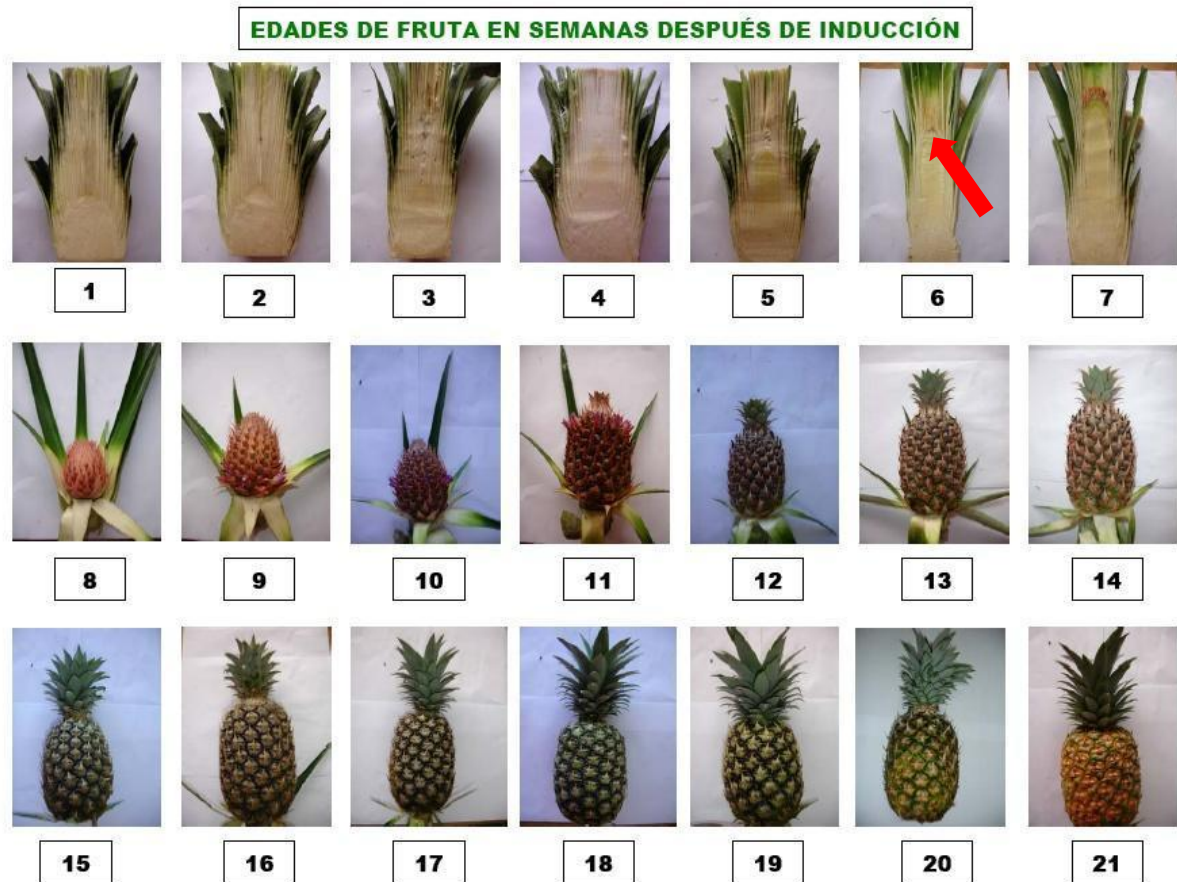 EDADES DE FRUTA EN SEMANAS DESPUÉS DE INDUCCIÓN
1 2 3 4 5 6 7
8 9 10 11 12 13 14
15 16 17 18 19 20 21